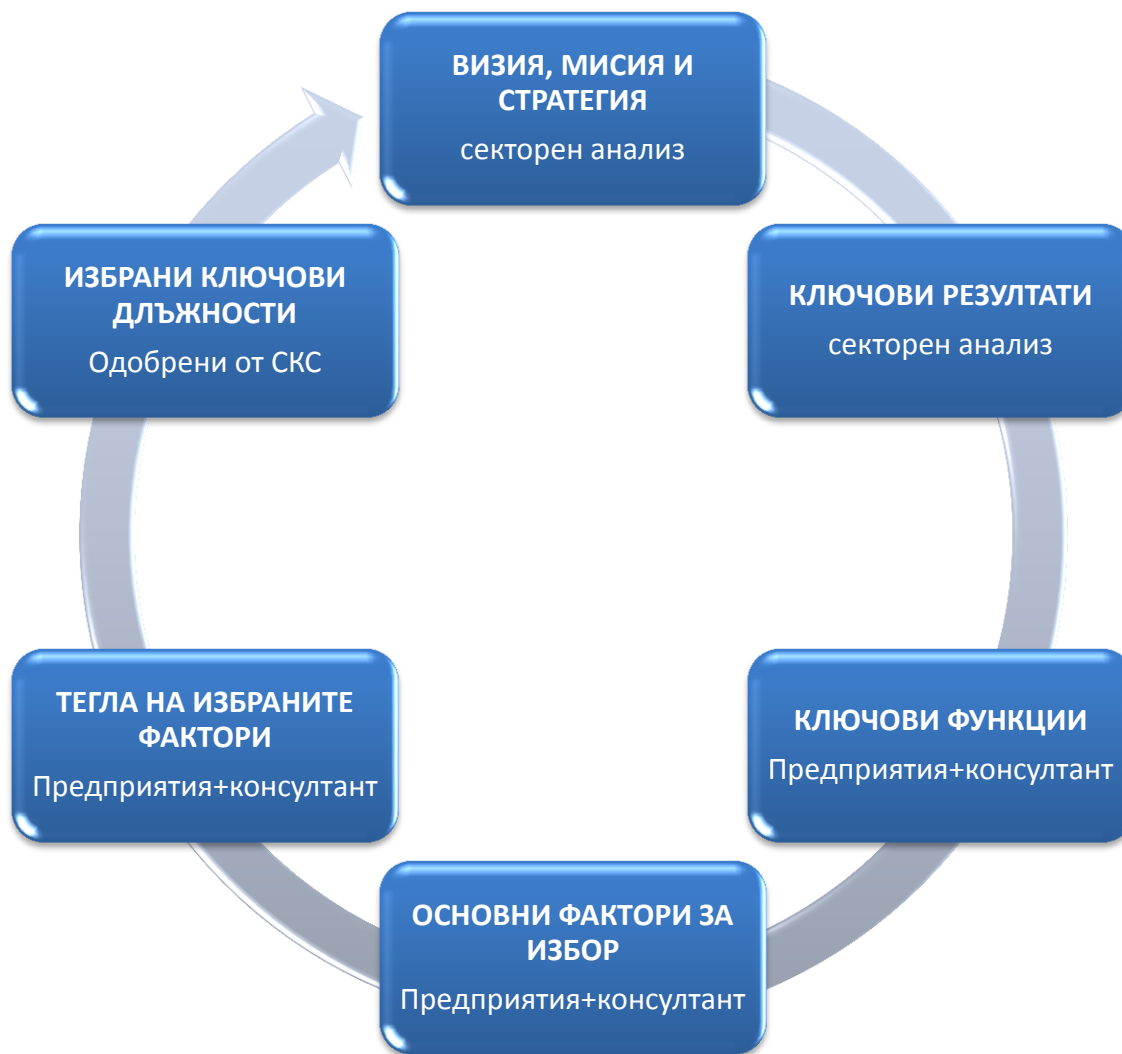 ВИЗИЯ, МИСИЯ И
СТРАТЕГИЯ
секторен анализ
КЛЮЧОВИ РЕЗУЛТАТИ
секторен анализ
КЛЮЧОВИ ФУНКЦИИ
Предприятия+консултант
ОСНОВНИ ФАКТОРИ ЗА
ИЗБОР
Предприятия+консултант
ТЕГЛА НА ИЗБРАНИТЕ
ФАКТОРИ
Предприятия+консултант
ИЗБРАНИ КЛЮЧОВИ
ДЛЪЖНОСТИ
Одобрени от СКС